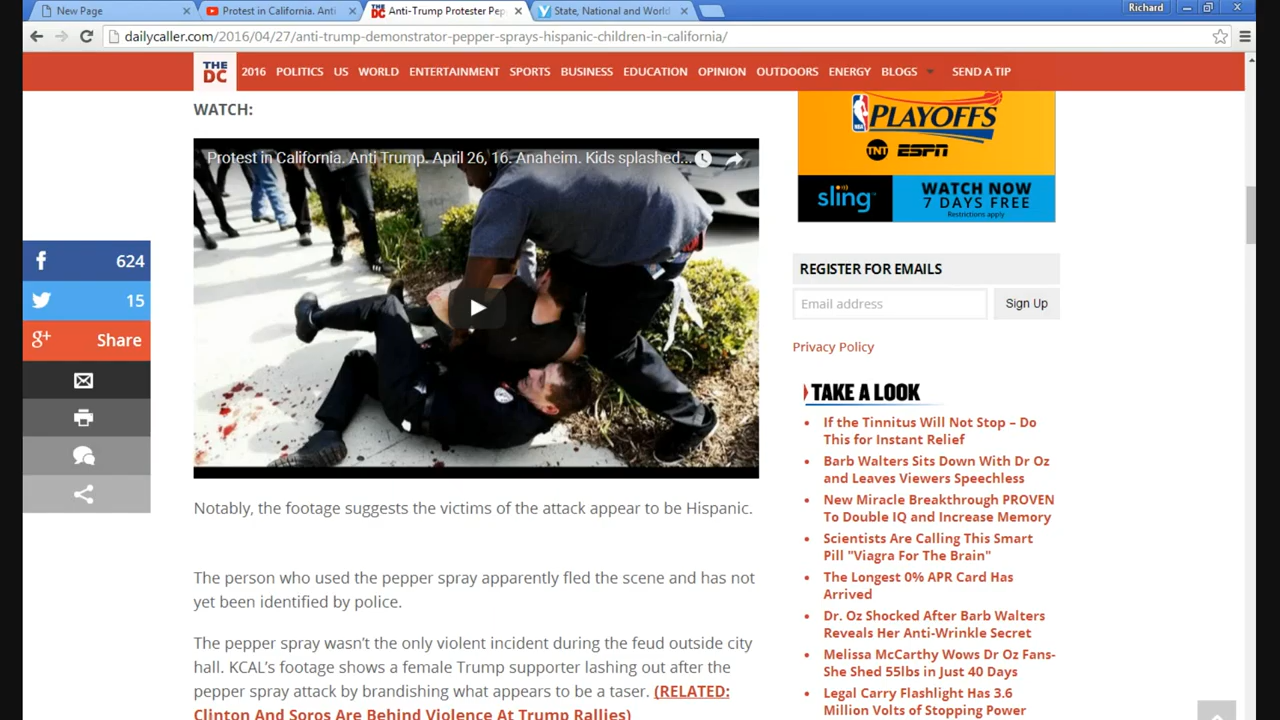 New Page
Protest in California. Anti
Anti-Trump Protester Pep
State, National and World
Richard
dailycaller.com/2016/04/27/anti-trump-demonstrator-pepper-sprays-hispanic-children-in-california/
THE DC
2016 POLITICS US WORLD ENTERTAINMENT SPORTS BUSINESS EDUCATION OPINION OUTDOORS ENERGY BLOGS SEND A TIP
WATCH:
Protest in California. Anti Trump. April 26, 16. Anaheim. Kids splashed...
624
15
g+ Share
Notably, the footage suggests the victims of the attack appear to be Hispanic.
The person who used the pepper spray apparently fled the scene and has not
yet been identified by police.
The pepper spray wasn't the only violent incident during the feud outside city
hall. KCAL's footage shows a female Trump supporter lashing out after the
pepper spray attack by brandishing what appears to be a taser. (RELATED:
Clinton And Soros Are Behind Violence At Trump Rallies)
NBA PLAYOFFS
TNT ESPN
sling WATCH NOW
7 DAYS FREE
Restrictions apply
REGISTER FOR EMAILS
Email address Sign Up
Privacy Policy
TAKE A LOOK
If the Tinnitus Will Not Stop – Do
This for Instant Relief
Barb Walters Sits Down With Dr Oz
and Leaves Viewers Speechless
New Miracle Breakthrough PROVEN
To Double IQ and Increase Memory
Scientists Are Calling This Smart
Pill "Viagra For The Brain"
The Longest 0% APR Card Has
Arrived
Dr. Oz Shocked After Barb Walters
Reveals Her Anti-Wrinkle Secret
Melissa McCarthy Wows Dr Oz Fans-
She Shed 55lbs in Just 40 Days
Legal Carry Flashlight Has 3.6
Million Volts of Stopping Power